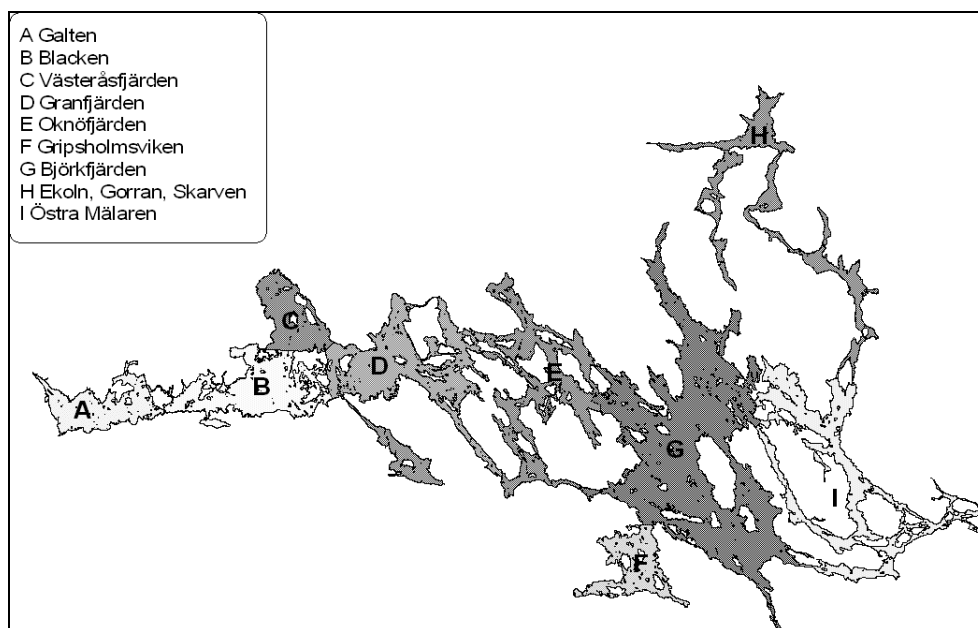 A Galten
B Blacken
C Västeråsfjärden
D Granfjärden
E Oknöfjärden
F Gripsholmsviken
G Björkfjärden
H Ekoln, Gorran, Skarven
I Östra Mälaren
H
C
D
E
B
A
G
I
F